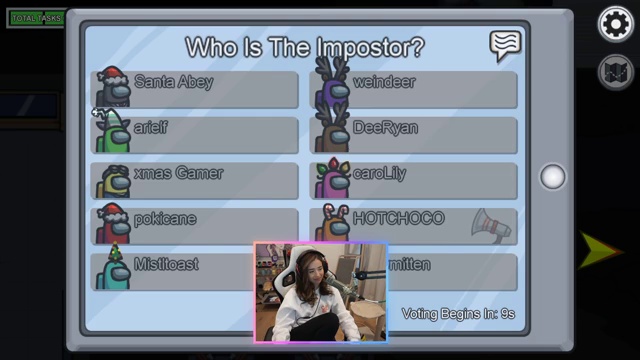 TOTAL TASKS
Who Is The Impostor?
Santa Abey
weindeer
arielf
DeeRyan
xmas Gamer
caroLily
pokicane
HOTCHOCO
Mistltoast
mitten
Voting Begins In: 9s